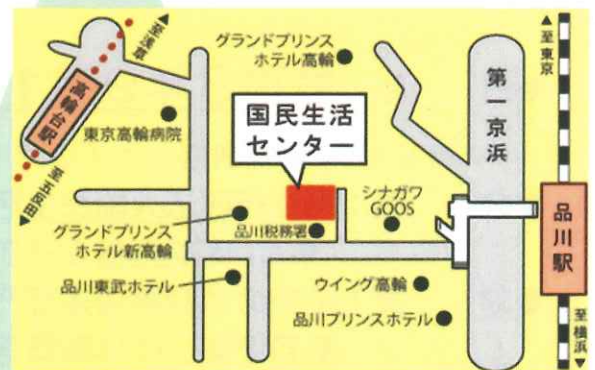 ▲至浅草
高輪台駅
至五反田▼
東京高輪病院
グランドプリンス
ホテル高輪
国民生活
センター
第一京浜
▲至東京
品川駅
至横浜▼
シナガワ
GOOS
グランドプリンス
ホテル新高輪
品川税務署
品川東武ホテル
ウイング高輪
品川プリンスホテル